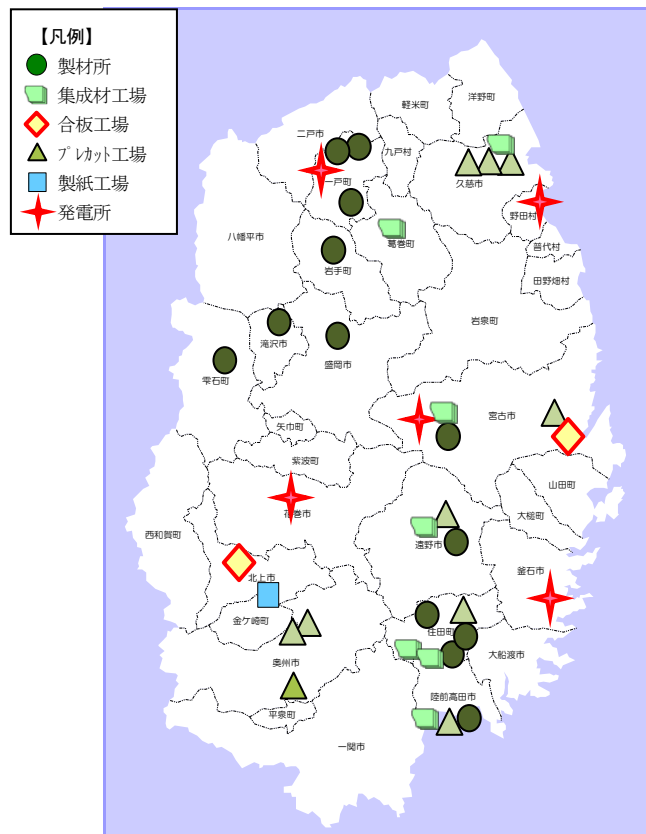 【凡例】
製材所
集成材工場
合板工場
プレカット工場
製紙工場
発電所
洋野町
軽米町
二戸市
九戸村
久慈市
一戸町
野田村
葛巻町
八幡平市
普代村
岩手町
田野畑村
岩泉町
滝沢市
盛岡市
雫石町
宮古市
矢巾町
紫波町
山田町
花巻市
大槌町
西和賀町
遠野市
釜石市
北上市
金ケ崎町
住田町
大船渡市
奥州市
陸前高田市
平泉町
一関市